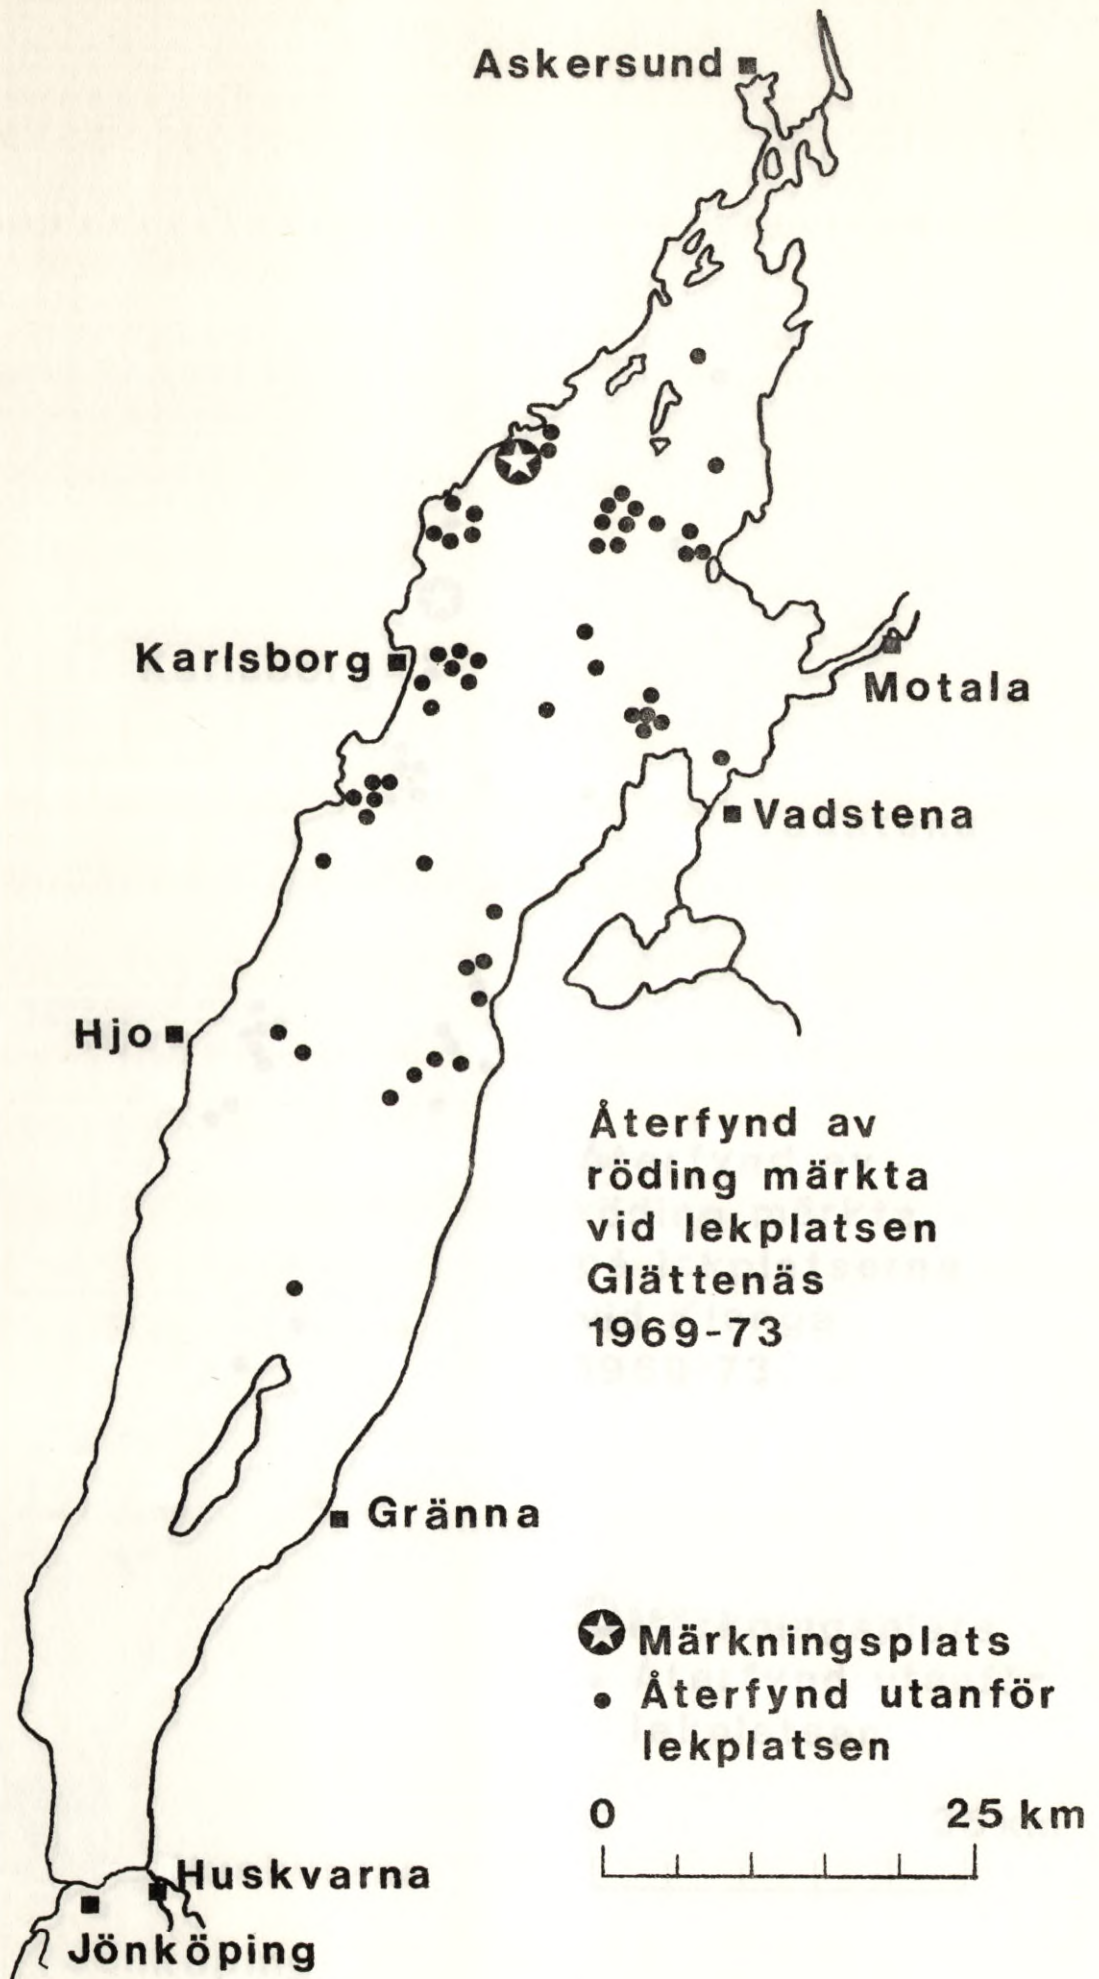 Askersund
Karlsborg
Motala
Vadstena
Hjo
Återfynd av
röding märkta
vid lekplatsen
Glättenäs
1969-73
Gränna
Märkningsplats
Återfynd utanför
lekplatsen
0 25 km
Huskvarna
Jönköping